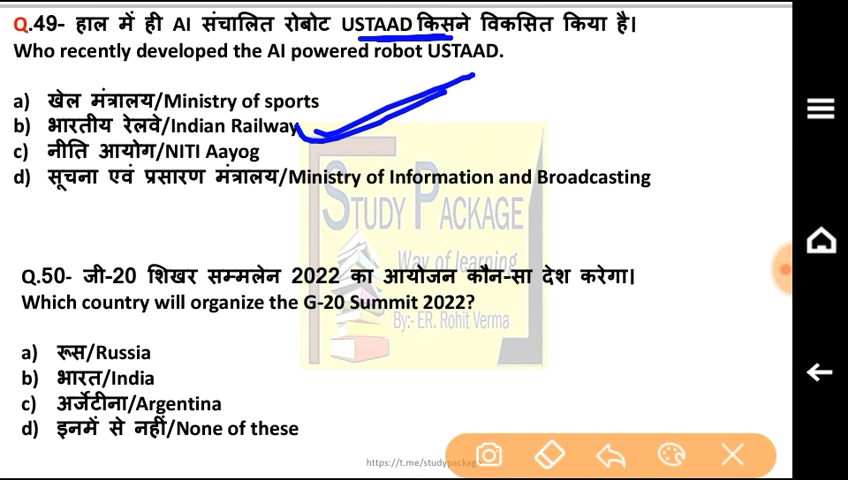 Q.49- हाल में ही AI संचालित रोबोट USTAAD किसने विकसित किया है।
Who recently developed the AI powered robot USTAAD.
a) खेल मंत्रालय/Ministry of sports
b) भारतीय रेलवे/Indian Railway
c) नीति आयोग/NITI Aayog
d) सूचना एवं प्रसारण मंत्रालय/Ministry of Information and Broadcasting
STUDY PACKAGE
Way of learning
Q.50- जी-20 शिखर सम्मलेन 2022 का आयोजन कौन-सा देश करेगा।
Which country will organize the G-20 Summit 2022?
By:- ER. Rohit Verma
a) रूस/Russia
b) भारत/India
c) अर्जेटीना/Argentina
d) इनमें से नहीं/None of these
https://t.me/studypackag